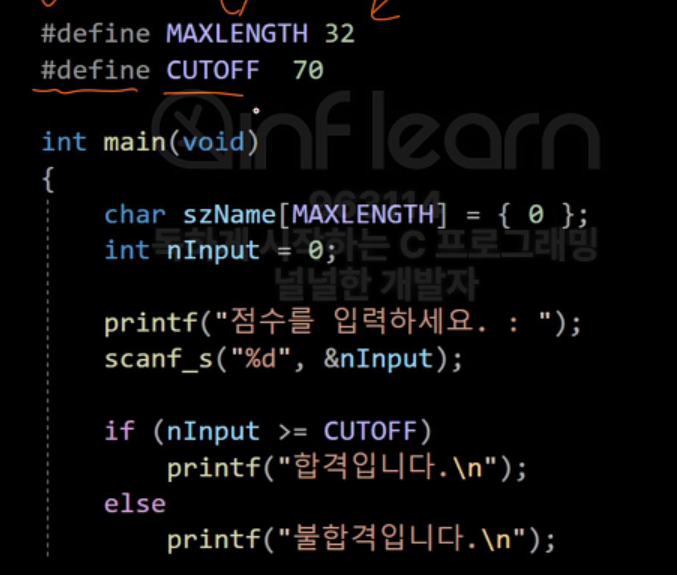 #define MAXLENGTH 32
#define CUTOFF 70
inflearn
int main(void)
{
963114
char szName[MAXLENGTH] = { 0 };
독하게 시작하는 C 프로그래밍
int nInput = 0;
널널한 개발자
printf("점수를 입력하세요. : ");
scanf_s("%d", &nInput);
if (nInput >= CUTOFF)
printf("합격입니다.\n");
else
printf("불합격입니다.\n");